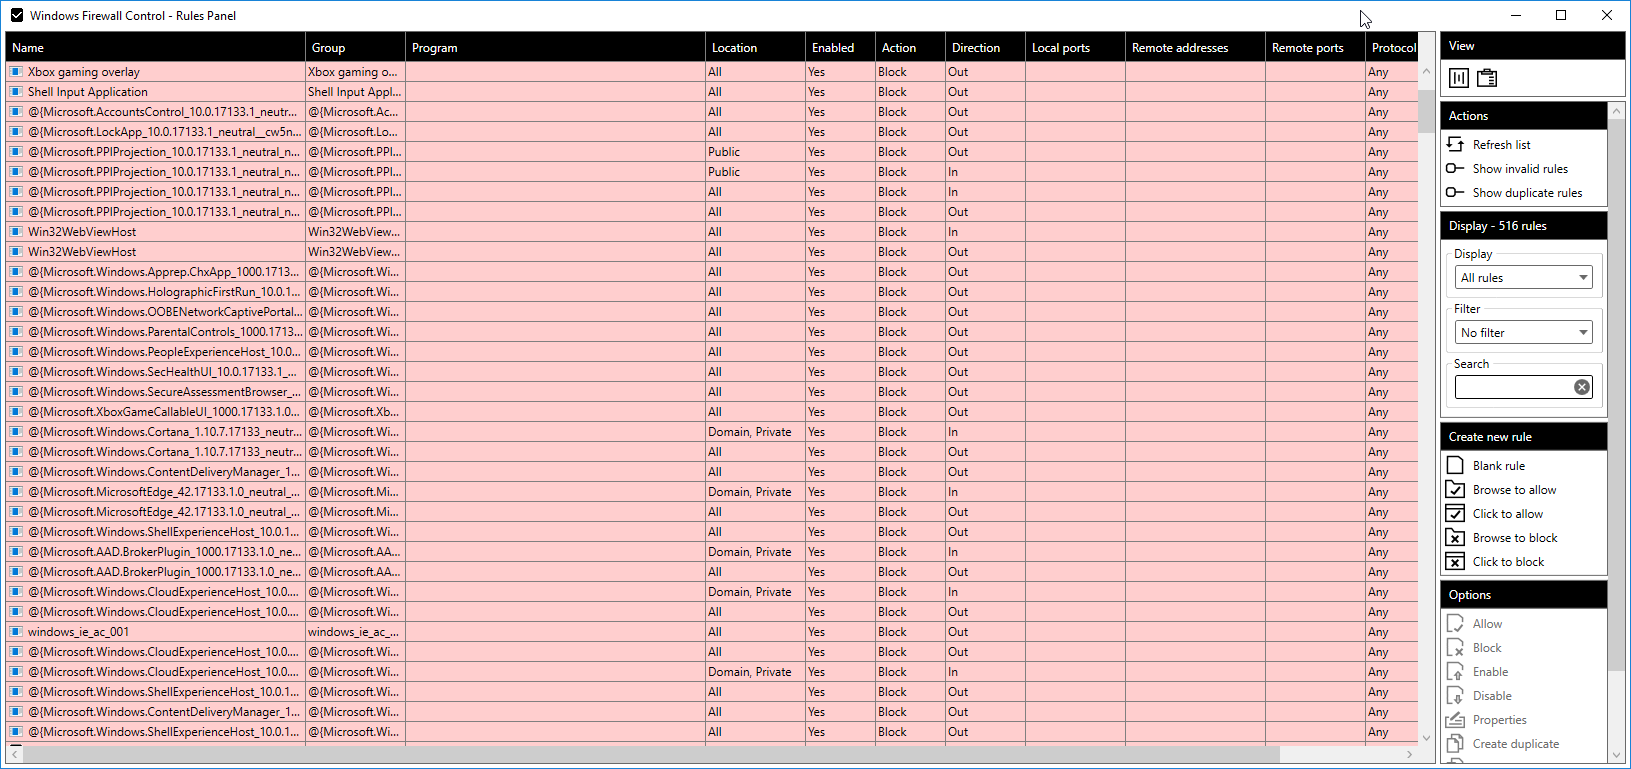 Windows Firewall Control - Rules Panel
Name Group Program Location Enabled Action Direction Local ports Remote addresses Remote ports Protocol
Xbox gaming overlay Xbox gaming o... All Yes Block Out Any
Shell Input Application Shell Input Appl... All Yes Block Out Any
@{Microsoft.AccountsControl_10.0.17133.1_neutr... @{Microsoft.Ac... All Yes Block Out Any
@{Microsoft.LockApp_10.0.17133.1_neutral__cw5n... @{Microsoft.Lo... All Yes Block Out Any
@{Microsoft.PPIProjection_10.0.17133.1_neutral_n... @{Microsoft.PPI... Public Yes Block Out Any
@{Microsoft.PPIProjection_10.0.17133.1_neutral_n... @{Microsoft.PPI... Public Yes Block In Any
@{Microsoft.PPIProjection_10.0.17133.1_neutral_n... @{Microsoft.PPI... All Yes Block In Any
@{Microsoft.PPIProjection_10.0.17133.1_neutral_n... @{Microsoft.PPI... All Yes Block Out Any
Win32WebViewHost Win32WebView... All Yes Block In Any
Win32WebViewHost Win32WebView... All Yes Block Out Any
@{Microsoft.Windows.Apprep.ChxApp_1000.1713... @{Microsoft.Wi... All Yes Block Out Any
@{Microsoft.Windows.HolographicFirstRun_10.0.1... @{Microsoft.Wi... All Yes Block Out Any
@{Microsoft.Windows.OOBENetworkCaptivePortal... @{Microsoft.Wi... All Yes Block Out Any
@{Microsoft.Windows.ParentalControls_1000.1713... @{Microsoft.Wi... All Yes Block Out Any
@{Microsoft.Windows.PeopleExperienceHost_10.0... @{Microsoft.Wi... All Yes Block Out Any
@{Microsoft.Windows.SecHealthUI_10.0.17133.1_... @{Microsoft.Wi... All Yes Block Out Any
@{Microsoft.Windows.SecureAssessmentBrowser_... @{Microsoft.Wi... All Yes Block Out Any
@{Microsoft.XboxGameCallableUI_1000.17133.1.0... @{Microsoft.Xb... All Yes Block Out Any
@{Microsoft.Windows.Cortana_1.10.7.17133_neutr... @{Microsoft.Wi... Domain, Private Yes Block In Any
@{Microsoft.Windows.Cortana_1.10.7.17133_neutr... @{Microsoft.Wi... All Yes Block Out Any
@{Microsoft.Windows.ContentDeliveryManager_1... @{Microsoft.Wi... All Yes Block Out Any
@{Microsoft.MicrosoftEdge_42.17133.1.0_neutral_... @{Microsoft.Mi... Domain, Private Yes Block In Any
@{Microsoft.MicrosoftEdge_42.17133.1.0_neutral_... @{Microsoft.Mi... All Yes Block Out Any
@{Microsoft.Windows.ShellExperienceHost_10.0.1... @{Microsoft.Wi... All Yes Block Out Any
@{Microsoft.AAD.BrokerPlugin_1000.17133.1.0_ne... @{Microsoft.AA... Domain, Private Yes Block In Any
@{Microsoft.AAD.BrokerPlugin_1000.17133.1.0_ne... @{Microsoft.AA... All Yes Block Out Any
@{Microsoft.Windows.CloudExperienceHost_10.0.... @{Microsoft.Wi... Domain, Private Yes Block In Any
@{Microsoft.Windows.CloudExperienceHost_10.0.... @{Microsoft.Wi... All Yes Block Out Any
windows_ie_ac_001 windows_ie_ac_... All Yes Block Out Any
@{Microsoft.Windows.CloudExperienceHost_10.0.... @{Microsoft.Wi... All Yes Block Out Any
@{Microsoft.Windows.CloudExperienceHost_10.0.... @{Microsoft.Wi... Domain, Private Yes Block In Any
@{Microsoft.Windows.ShellExperienceHost_10.0.1... @{Microsoft.Wi... All Yes Block Out Any
@{Microsoft.Windows.ContentDeliveryManager_1... @{Microsoft.Wi... All Yes Block Out Any
@{Microsoft.Windows.ShellExperienceHost_10.0.1... @{Microsoft.Wi... All Yes Block Out Any
View
Actions
Refresh list
Show invalid rules
Show duplicate rules
Display - 516 rules
Display
All rules
Filter
No filter
Search
Create new rule
Blank rule
Browse to allow
Click to allow
Browse to block
Click to block
Options
Allow
Block
Enable
Disable
Properties
Create duplicate